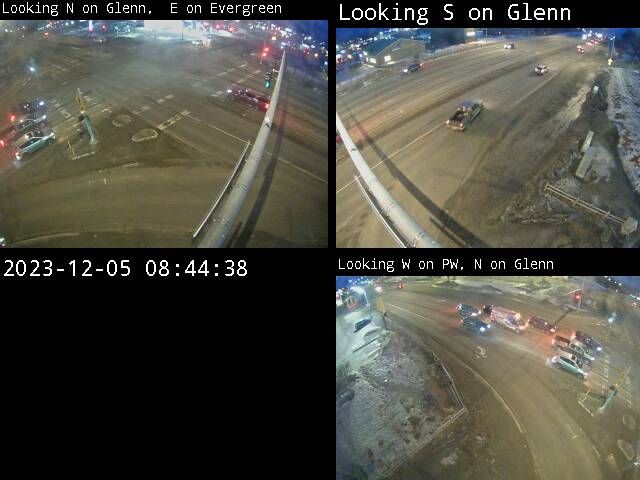 Looking N on Glenn,  E on Evergreen
Looking S on Glenn
2023-12-05 08:44:38
Looking W on PW, N on Glenn